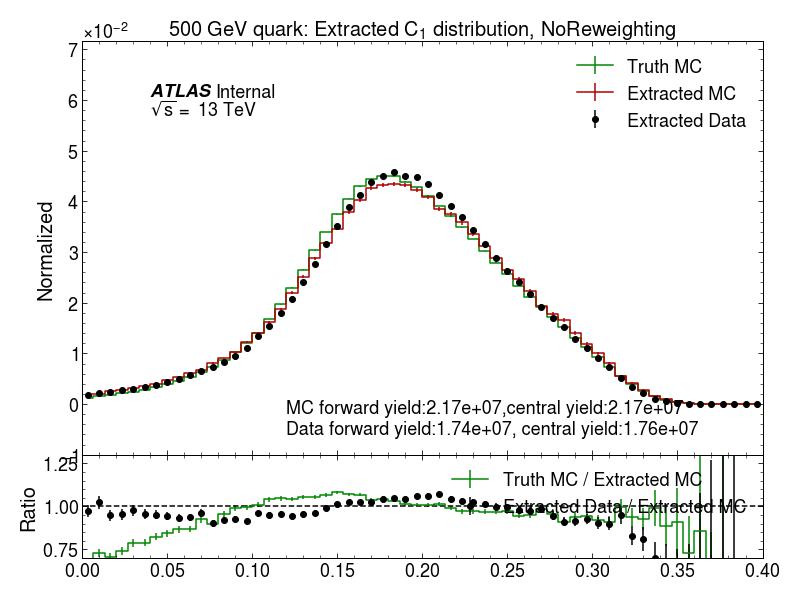 ×10⁻² 500 GeV quark: Extracted C₁ distribution, NoReweighting
7
6
5
4
3
2
1
0
−1
Normalized
ATLAS Internal
√s = 13 TeV
Truth MC
Extracted MC
Extracted Data
MC forward yield:2.17e+07,central yield:2.17e+07
Data forward yield:1.74e+07, central yield:1.76e+07
1.25
1.00
0.75
Ratio
Truth MC / Extracted MC
Extracted Data / Extracted MC
0.00 0.05 0.10 0.15 0.20 0.25 0.30 0.35 0.40